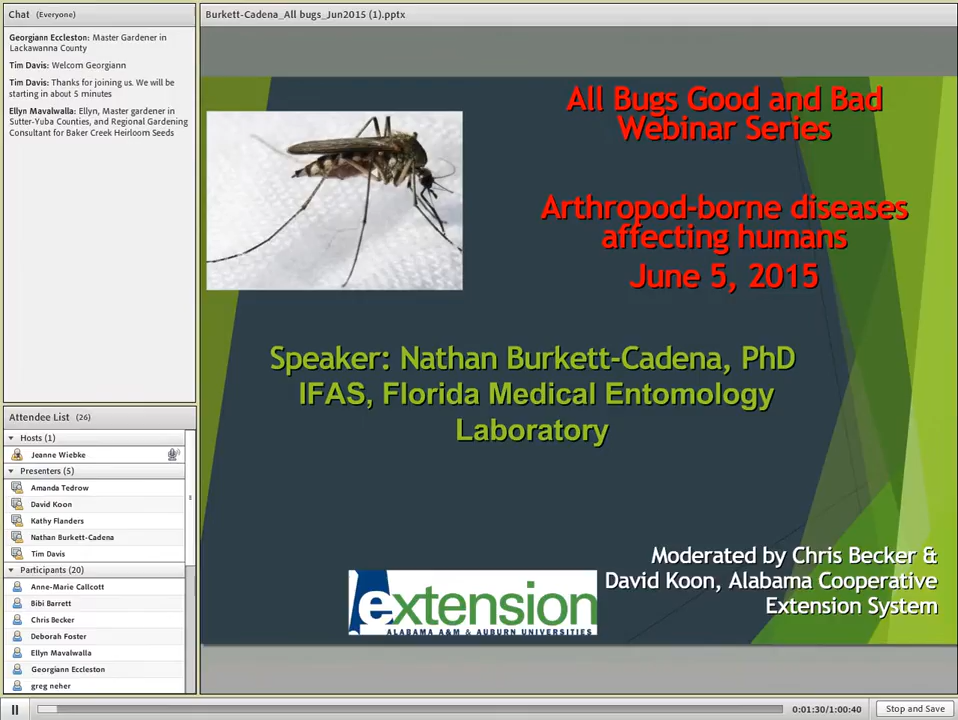 Chat (Everyone)
Georgiann Eccleston: Master Gardener in
Lackawanna County
Tim Davis: Welcom Georgiann
Tim Davis: Thanks for joining us. We will be
starting in about 5 minutes
Ellyn Mavalwalla: Ellyn, Master gardener in
Sutter-Yuba Counties, and Regional Gardening
Consultant for Baker Creek Heirloom Seeds
Attendee List (26)
Hosts (1)
Jeanne Wiebke
Presenters (5)
Amanda Tedrow
David Koon
Kathy Flanders
Nathan Burkett-Cadena
Tim Davis
Participants (20)
Anne-Marie Callcott
Bibi Barrett
Chris Becker
Deborah Foster
Ellyn Mavalwalla
Georgiann Eccleston
greg neher
Burkett-Cadena_All bugs_Jun2015 (1).pptx
All Bugs Good and Bad
Webinar Series
Arthropod-borne diseases
affecting humans
June 5, 2015
Speaker: Nathan Burkett-Cadena, PhD
IFAS, Florida Medical Entomology
Laboratory
Moderated by Chris Becker &
David Koon, Alabama Cooperative
Extension System
extension
ALABAMA A&M & AUBURN UNIVERSITIES
0:01:30/1:00:40
Stop and Save